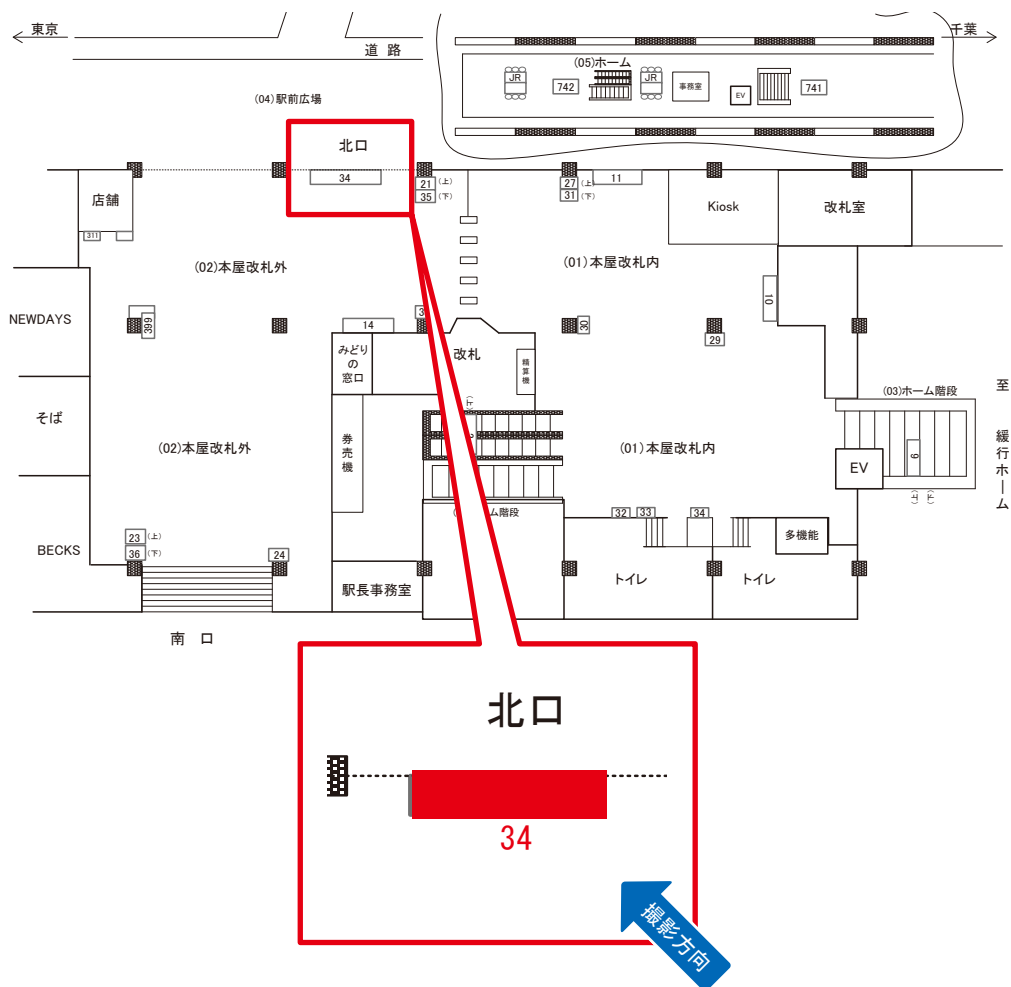 東京
千葉
道 路
(05)ホーム
JR
742
JR
事務室
EV
741
(04)駅前広場
北口
34
21 (上)
35 (下)
27 (上)
31 (下)
11
店舗
311
Kiosk
改札室
(02)本屋改札外
(01)本屋改札内
10
NEWDAYS
399
14
3
30
29
みどり
の
窓口
改札
精算機
(03)ホーム階段
至 緩行ホーム
そば
(02)本屋改札外
券売機
(上)
(01)本屋改札内
EV
9
(上)
(下)
ホーム階段
32
33
34
BECKS
23 (上)
36 (下)
24
多機能
駅長事務室
トイレ
トイレ
南 口
北口
34
撮影方向